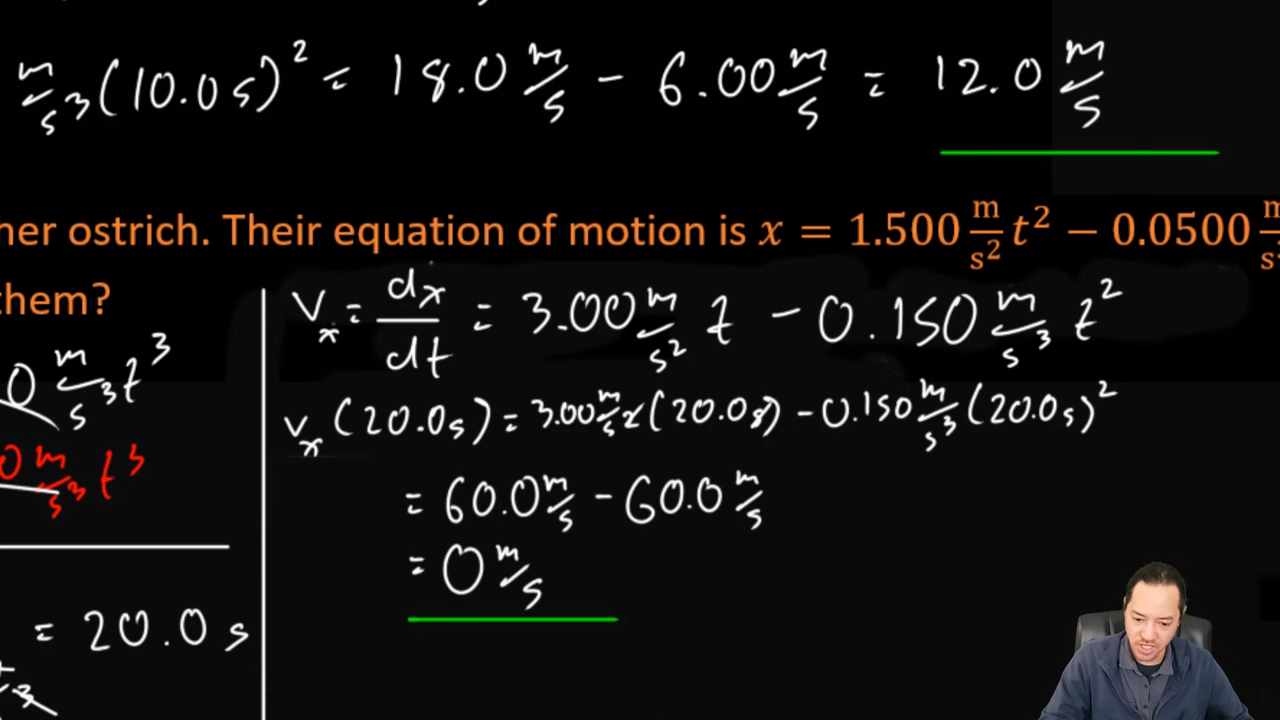 m/s³(10.0s)² = 18.0 m/s − 6.00 m/s = 12.0 m/s
her ostrich. Their equation of motion is x = 1.500 m/s² t² − 0.0500 m/s
them?
0 m/s³ t³
0 m/s³ t³
= 20.0 s
vₓ = dx/dt = 3.00 m/s² t − 0.150 m/s³ t²
vₓ(20.0s) = 3.00 m/s²(20.0s) − 0.150 m/s³(20.0s)²
= 60.0 m/s − 60.0 m/s
= 0 m/s